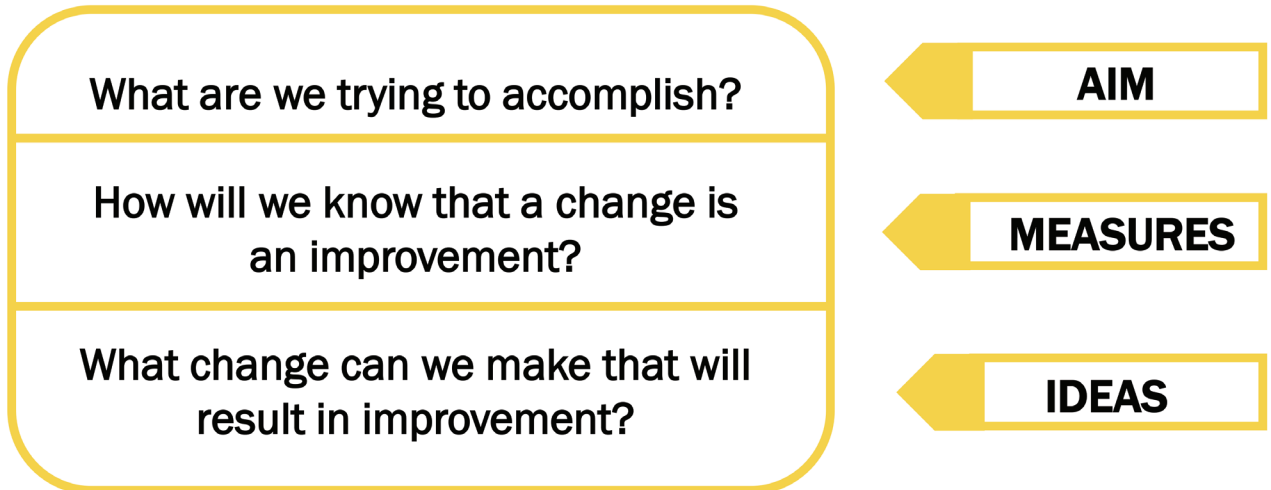 What are we trying to accomplish?
AIM
How will we know that a change is
an improvement?
MEASURES
What change can we make that will
result in improvement?
IDEAS